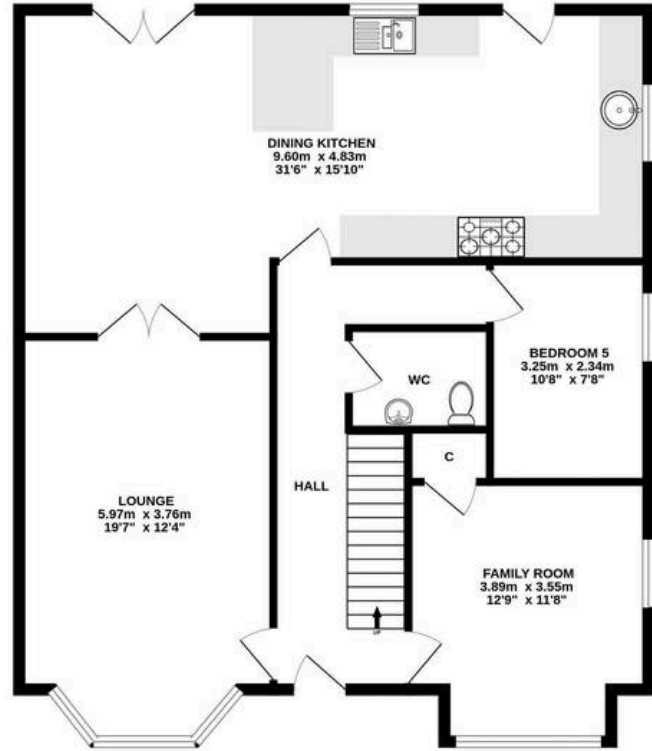 DINING KITCHEN
9.60m x 4.83m
31'6" x 15'10"
BEDROOM 5
3.25m x 2.34m
10'8" x 7'8"
WC
C
HALL
LOUNGE
5.97m x 3.76m
19'7" x 12'4"
FAMILY ROOM
3.89m x 3.55m
12'9" x 11'8"
UP